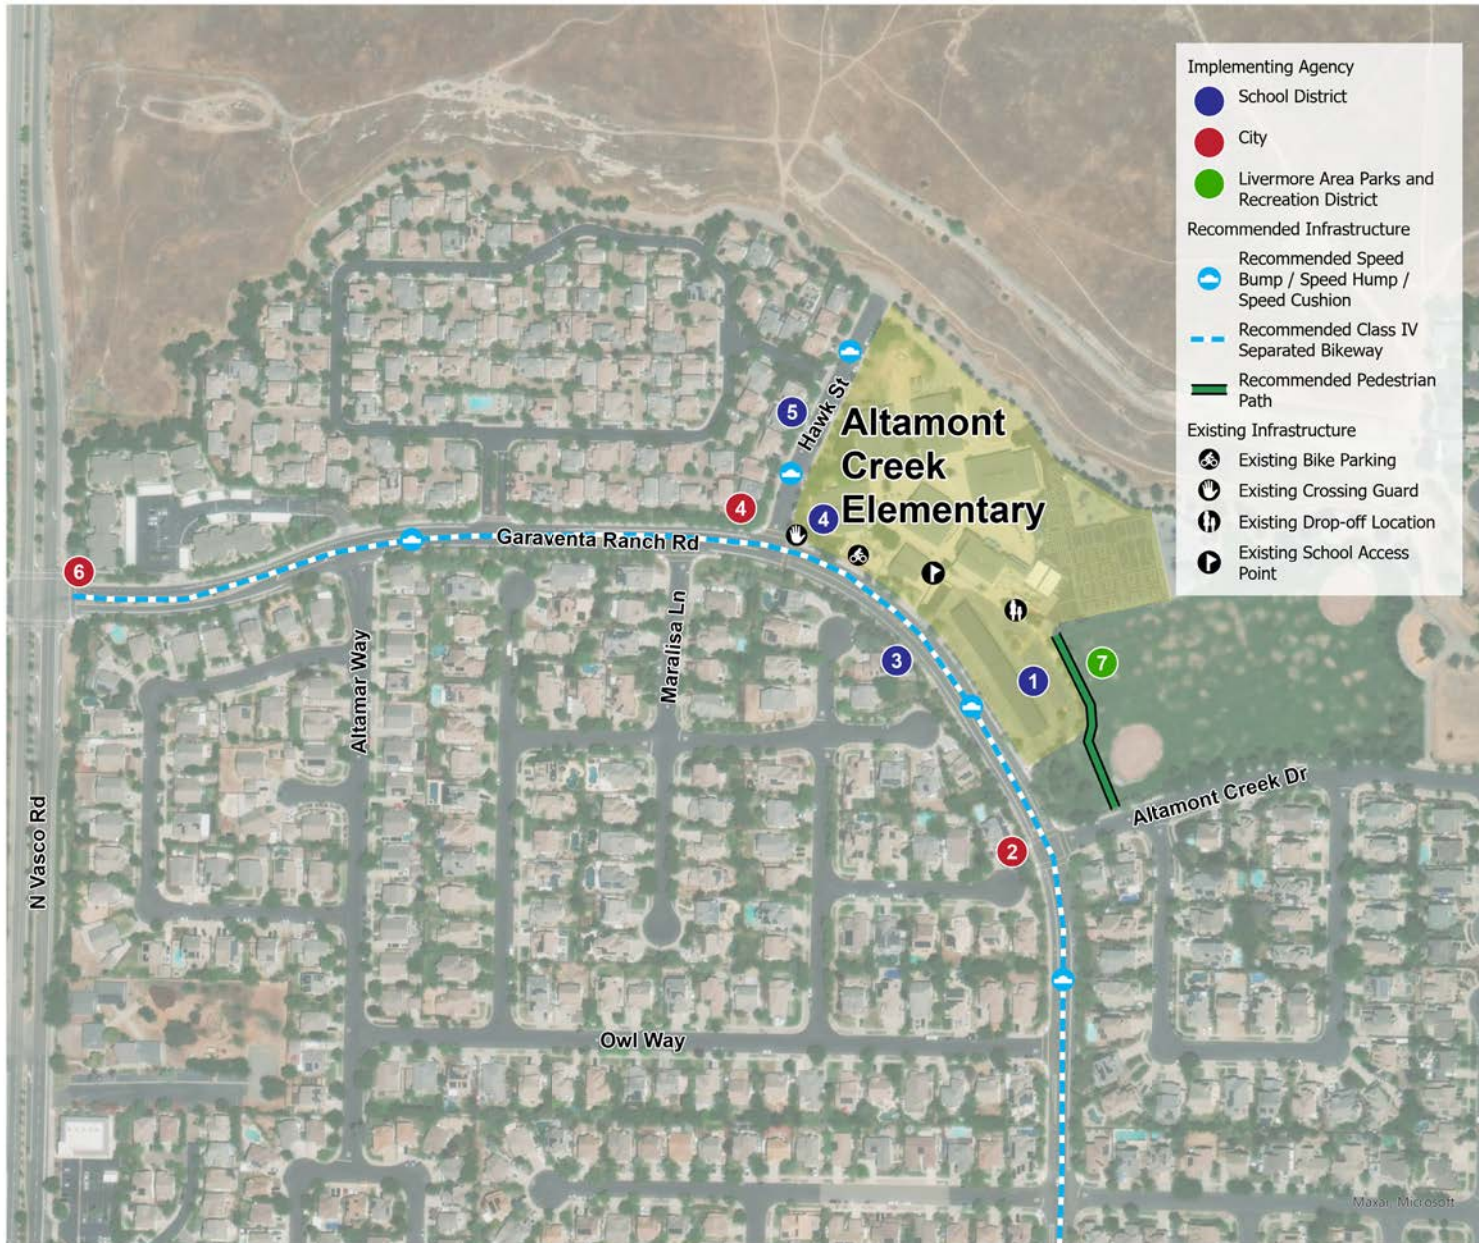 Implementing Agency
School District
City
Livermore Area Parks and
Recreation District
Recommended Infrastructure
Recommended Speed
Bump / Speed Hump /
Speed Cushion
Recommended Class IV
Separated Bikeway
Recommended Pedestrian
Path
Existing Infrastructure
Existing Bike Parking
Existing Crossing Guard
Existing Drop-off Location
Existing School Access
Point
5
Hawk St
Altamont
Creek
Elementary
4
4
Garaventa Ranch Rd
6
Altamar Way
Maralisa Ln
3
1
7
N Vasco Rd
Altamont Creek Dr
2
Owl Way
Maxar, Microsoft